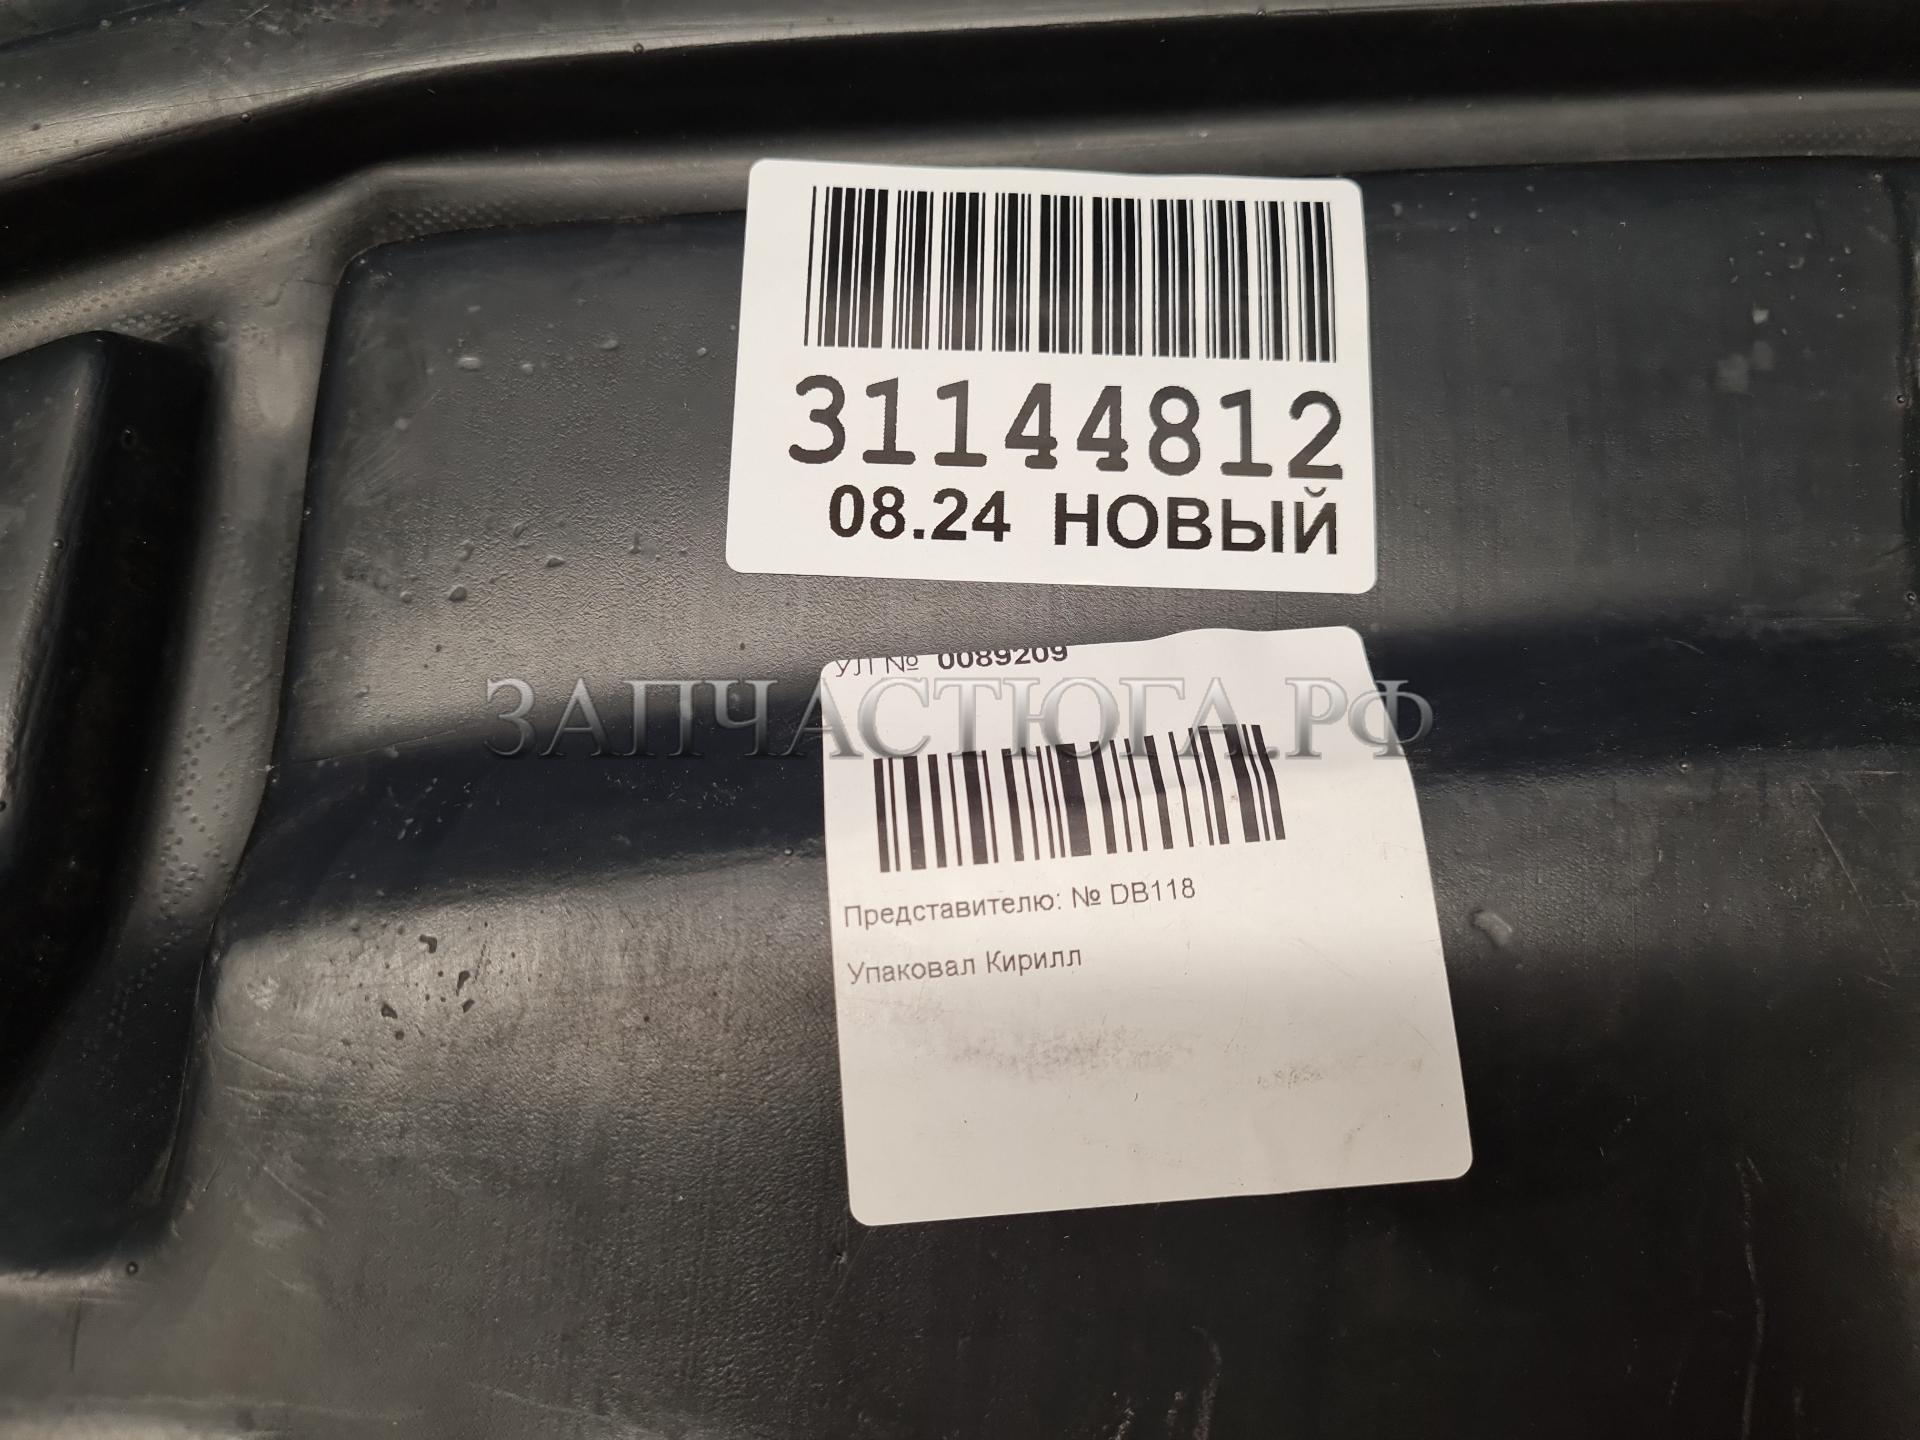 31144812
08.24 НОВЫЙ
УЛ № 0089209
ЗАПЧАСТЮГА.РФ
Представителю: № DB118
Упаковал Кирилл